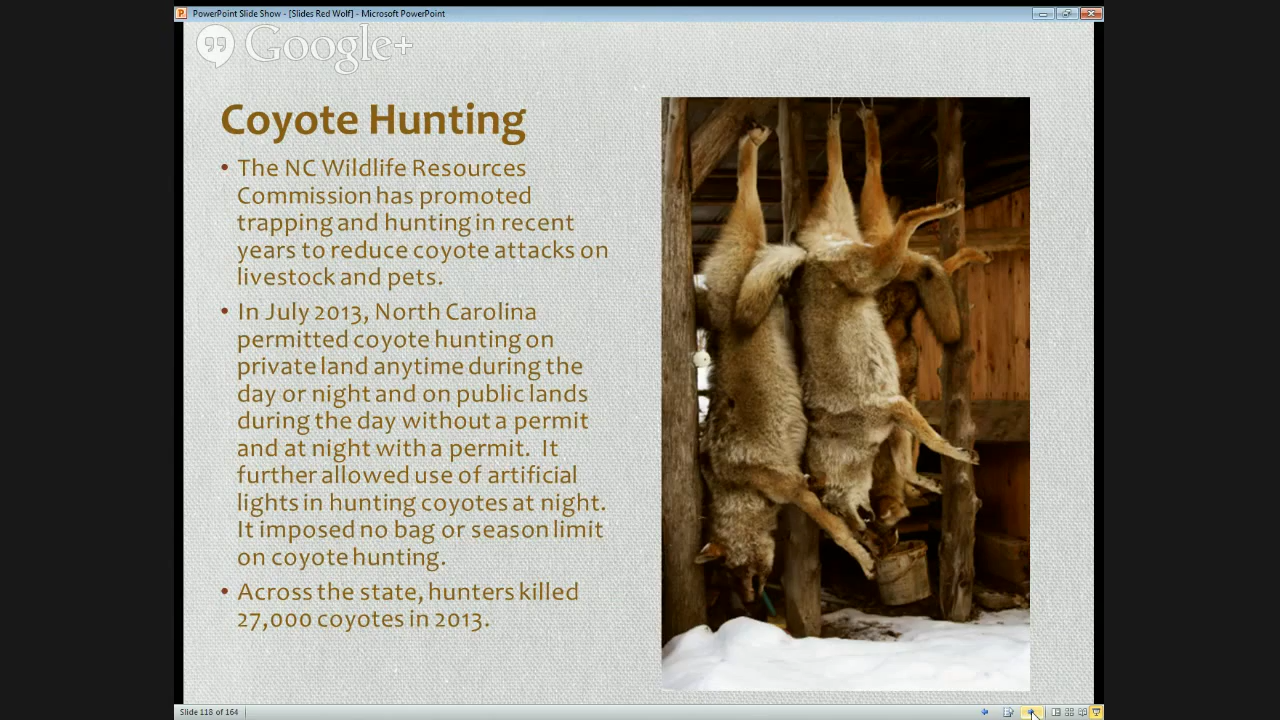 PowerPoint Slide Show - [Slides Red Wolf] - Microsoft PowerPoint
Google+
Coyote Hunting
• The NC Wildlife Resources
Commission has promoted
trapping and hunting in recent
years to reduce coyote attacks on
livestock and pets.
• In July 2013, North Carolina
permitted coyote hunting on
private land anytime during the
day or night and on public lands
during the day without a permit
and at night with a permit.  It
further allowed use of artificial
lights in hunting coyotes at night.
It imposed no bag or season limit
on coyote hunting.
• Across the state, hunters killed
27,000 coyotes in 2013.
Slide 118 of 164